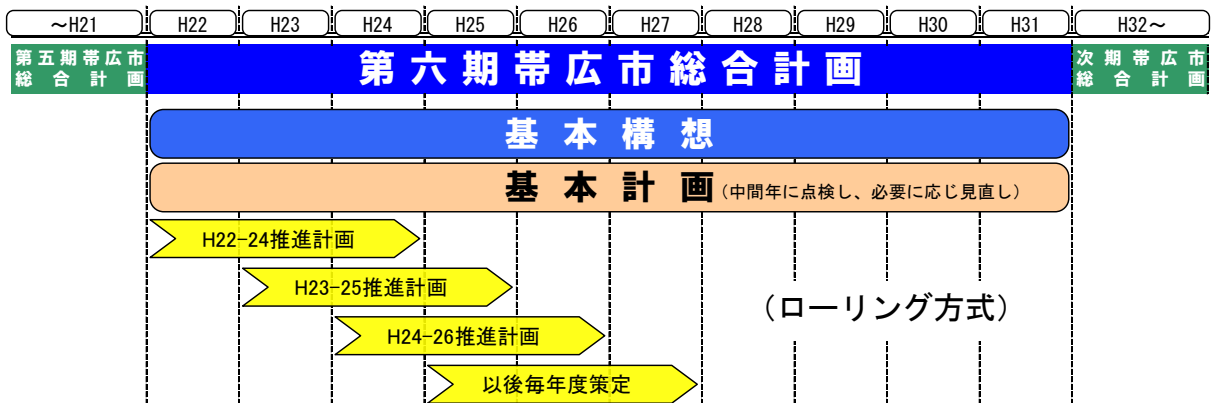 ～H21 H22 H23 H24 H25 H26 H27 H28 H29 H30 H31 H32～
第五期帯広市
総合計画
第六期帯広市総合計画
次期帯広市
総合計画
基本構想
基本計画(中間年に点検し、必要に応じ見直し)
H22-24推進計画
H23-25推進計画
(ローリング方式)
H24-26推進計画
以後毎年度策定